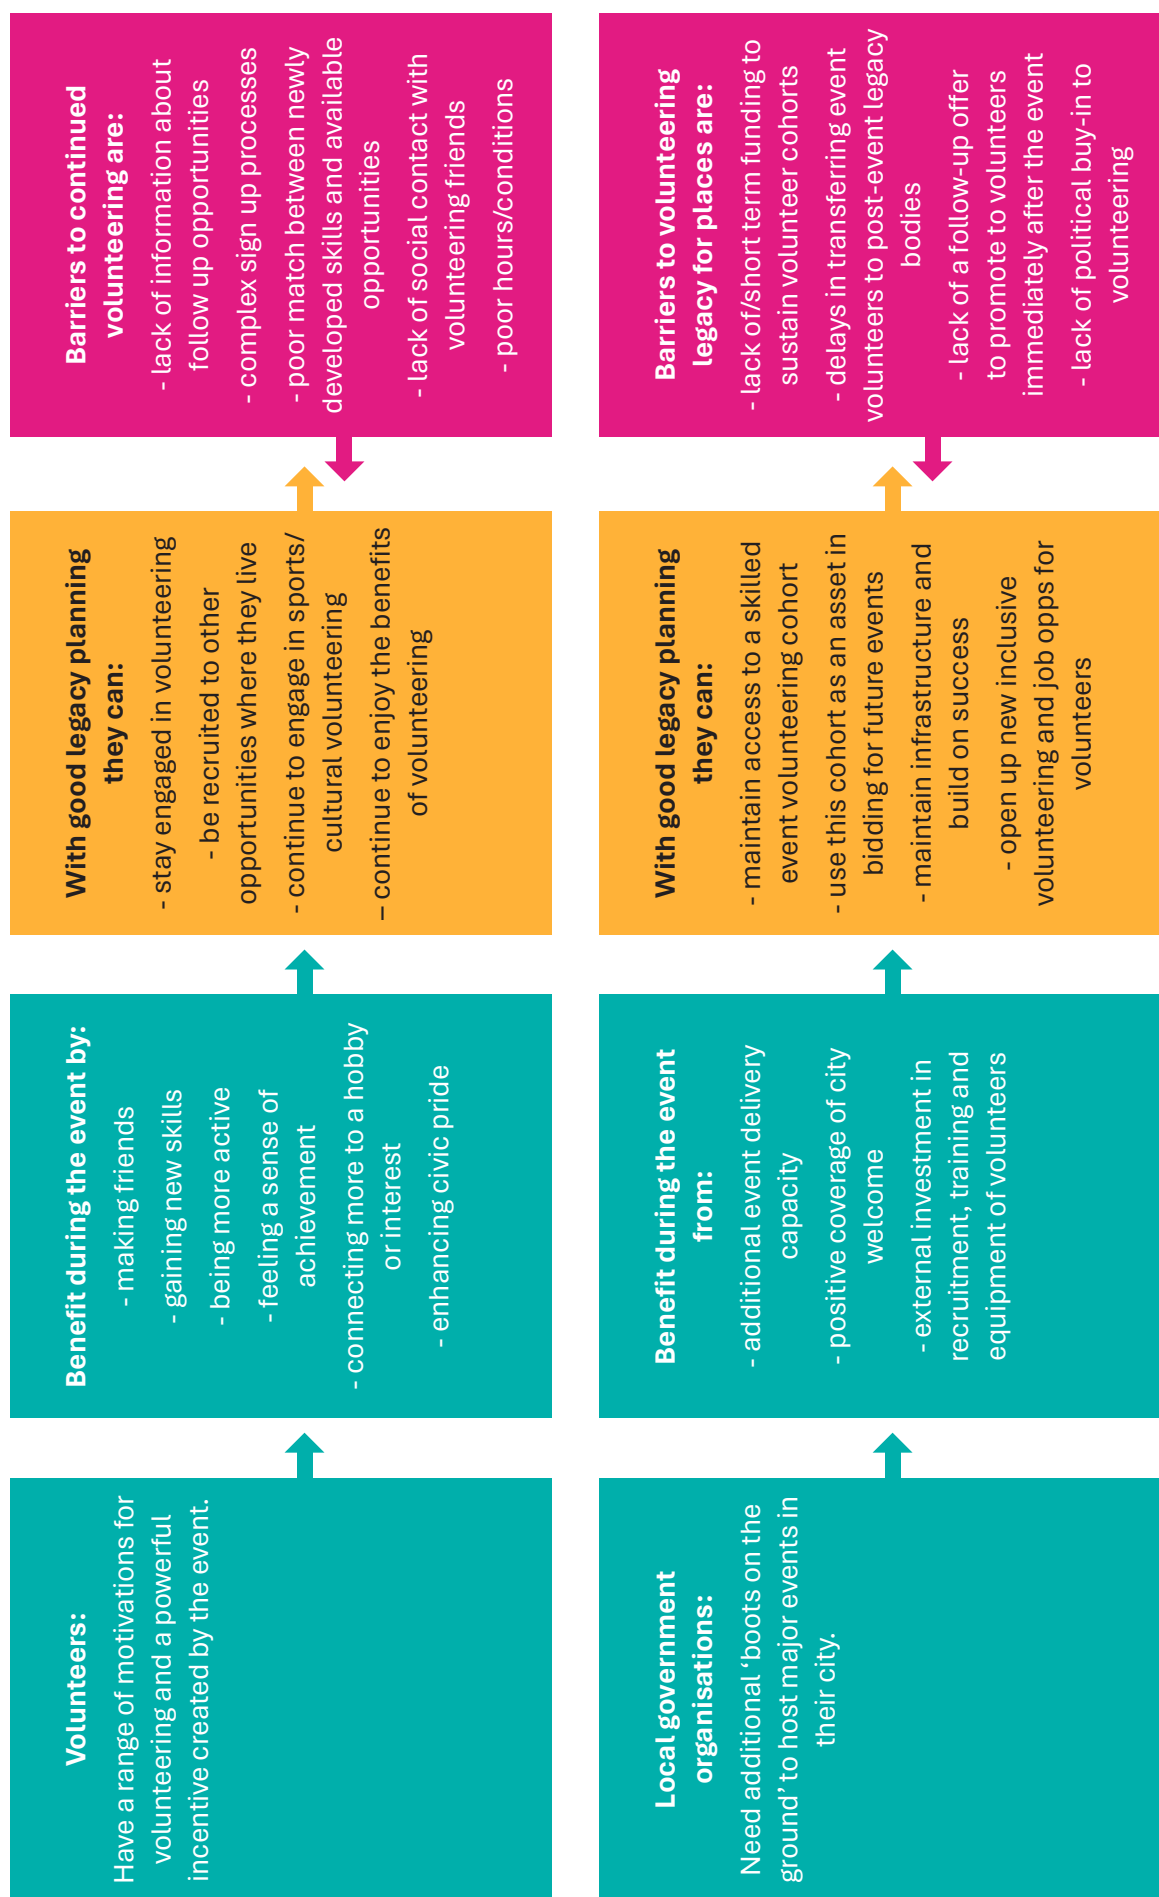 Volunteers:
Have a range of motivations for
volunteering and a powerful
incentive created by the event.
Benefit during the event by:
- making friends
- gaining new skills
- being more active
- feeling a sense of
achievement
- connecting more to a hobby
or interest
- enhancing civic pride
With good legacy planning
they can:
- stay engaged in volunteering
- be recruited to other
opportunities where they live
- continue to engage in sports/
cultural volunteering
– continue to enjoy the benefits
of volunteering
Barriers to continued
volunteering are:
- lack of information about
follow up opportunities
- complex sign up processes
- poor match between newly
developed skills and available
opportunities
- lack of social contact with
volunteering friends
- poor hours/conditions
Local government
organisations:
Need additional ‘boots on the
ground’ to host major events in
their city.
Benefit during the event
from:
- additional event delivery
capacity
- positive coverage of city
welcome
- external investment in
recruitment, training and
equipment of volunteers
With good legacy planning
they can:
- maintain access to a skilled
event volunteering cohort
- use this cohort as an asset in
bidding for future events
- maintain infrastructure and
build on success
- open up new inclusive
volunteering and job opps for
volunteers
Barriers to volunteering
legacy for places are:
- lack of/short term funding to
sustain volunteer cohorts
- delays in transferring event
volunteers to post-event legacy
bodies
- lack of a follow-up offer
to promote to volunteers
immediately after the event
- lack of political buy-in to
volunteering